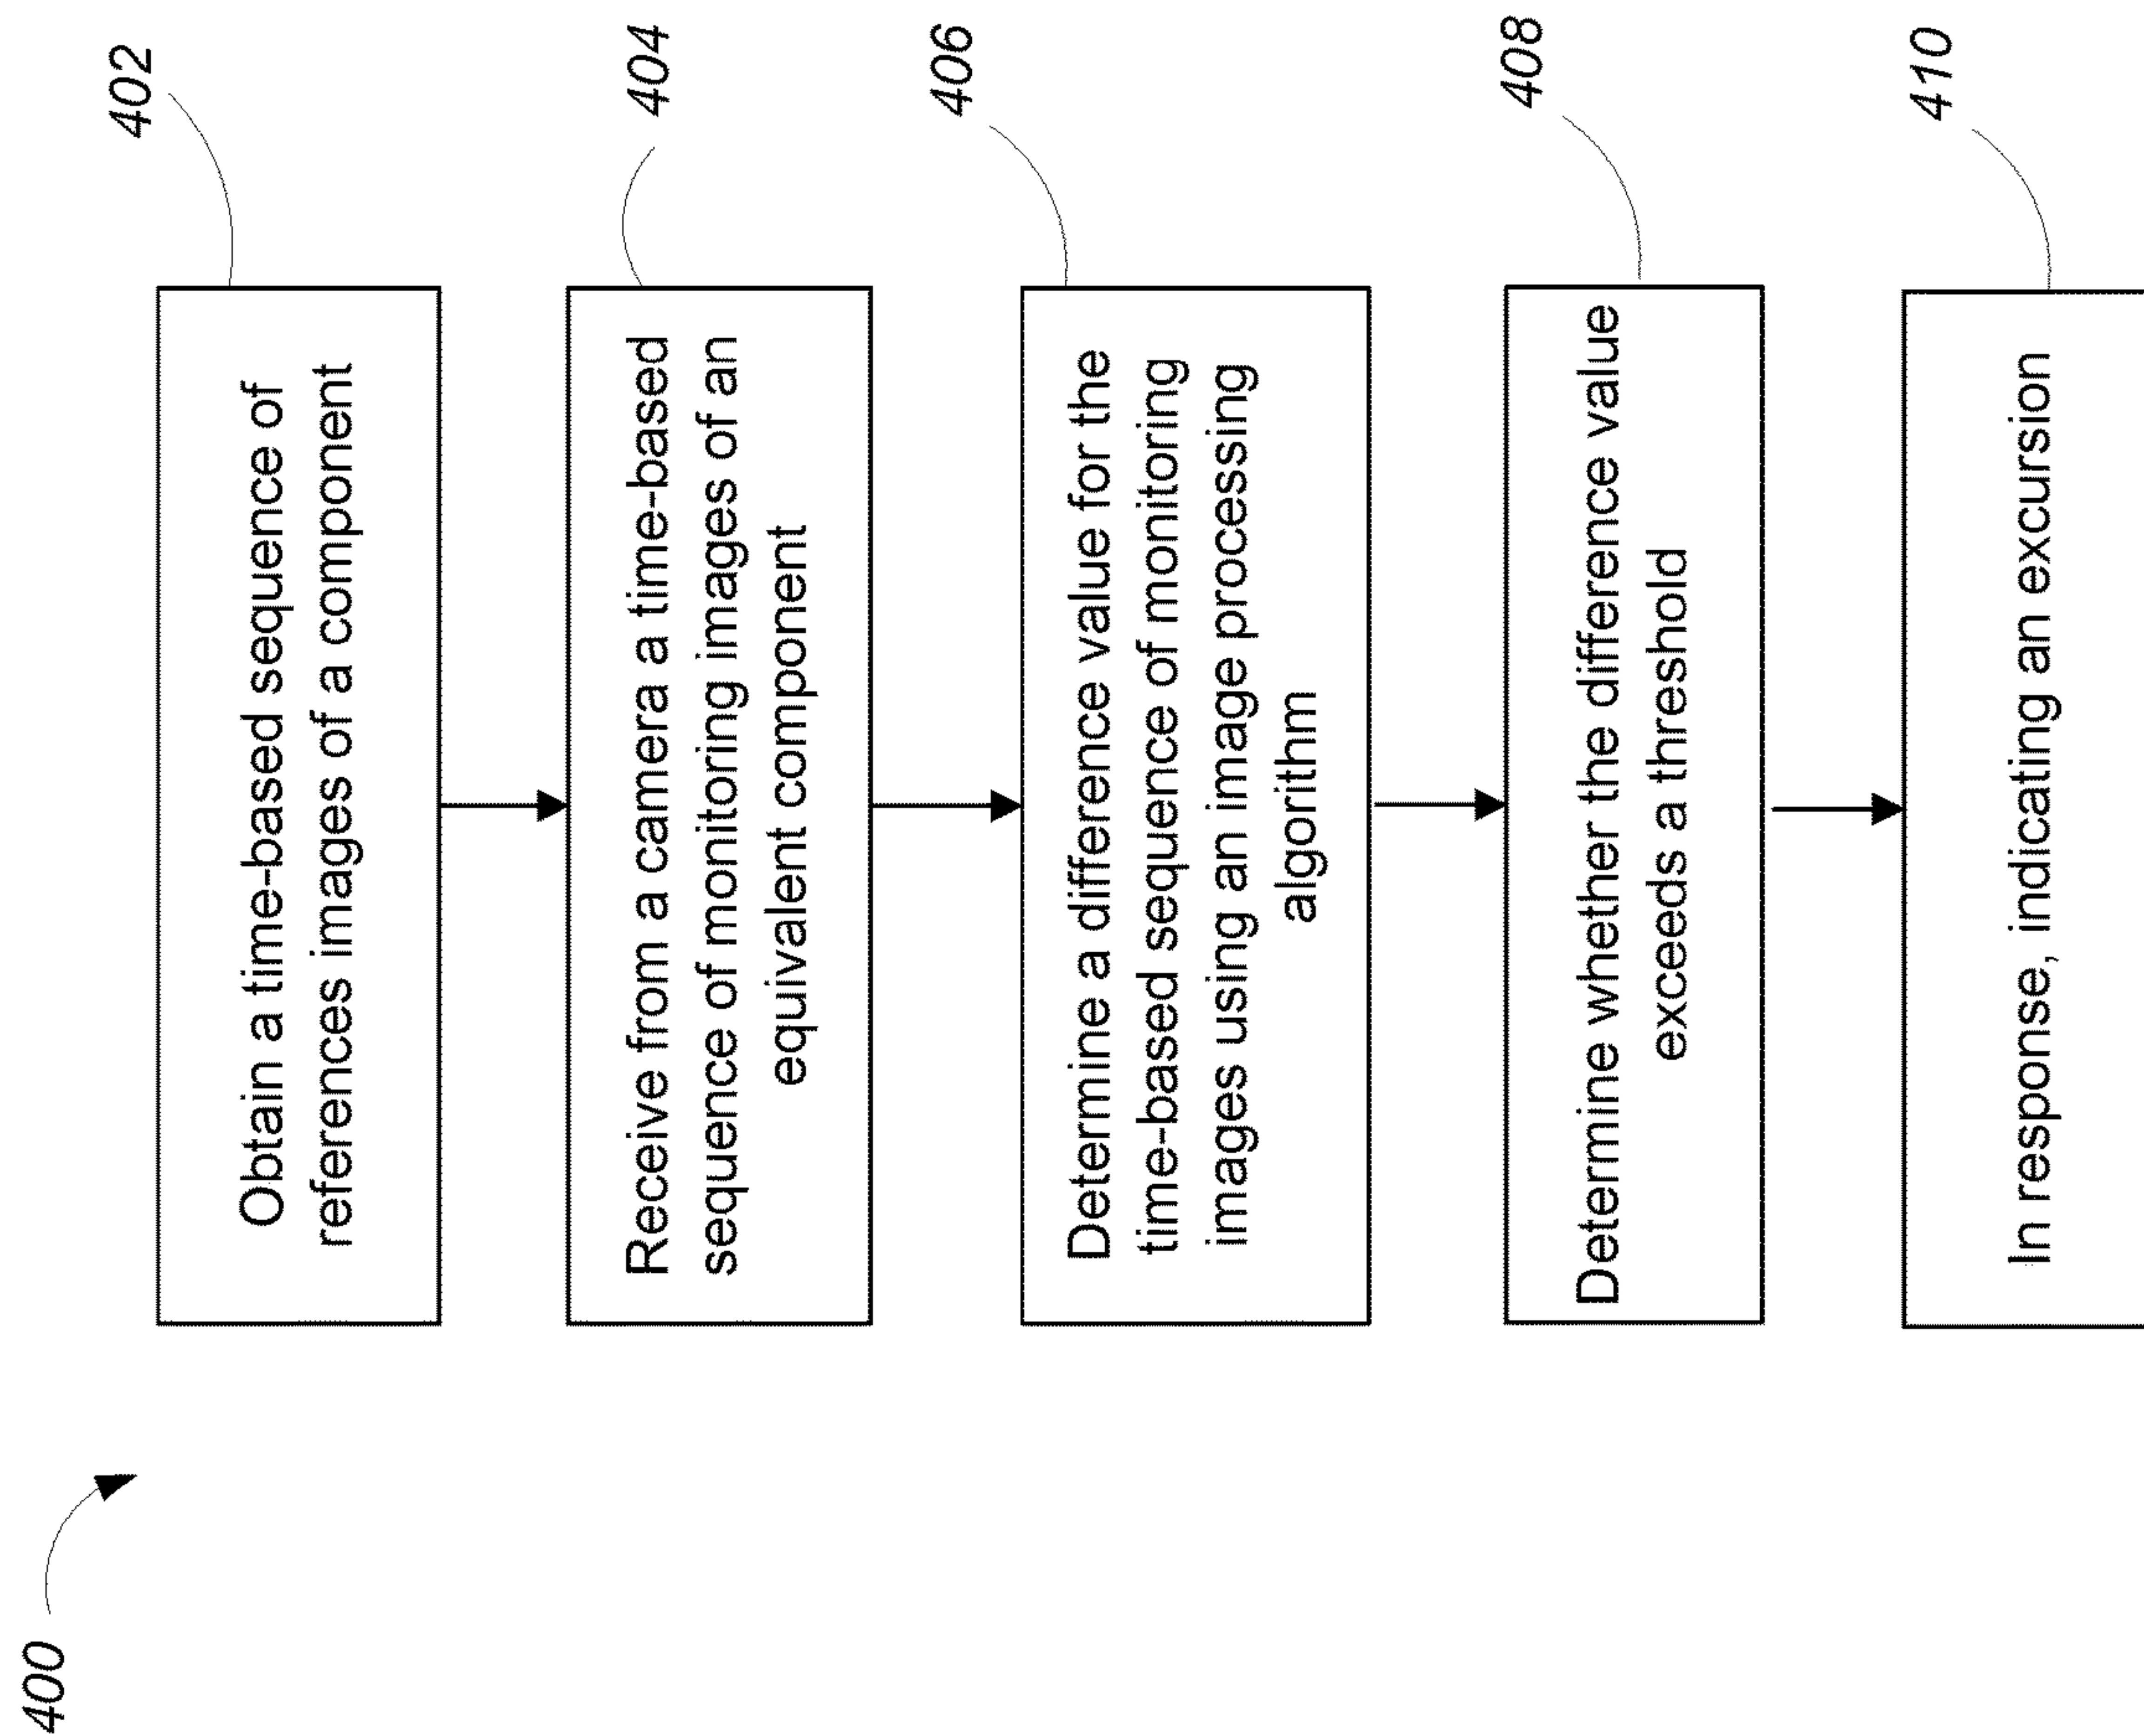 400
402
Obtain a time-based sequence of
references images of a component
404
Receive from a camera a time-based
sequence of monitoring images of an
equivalent component
406
Determine a difference value for the
time-based sequence of monitoring
images using an image processing
algorithm
408
Determine whether the difference value
exceeds a threshold
410
In response, indicating an excursion